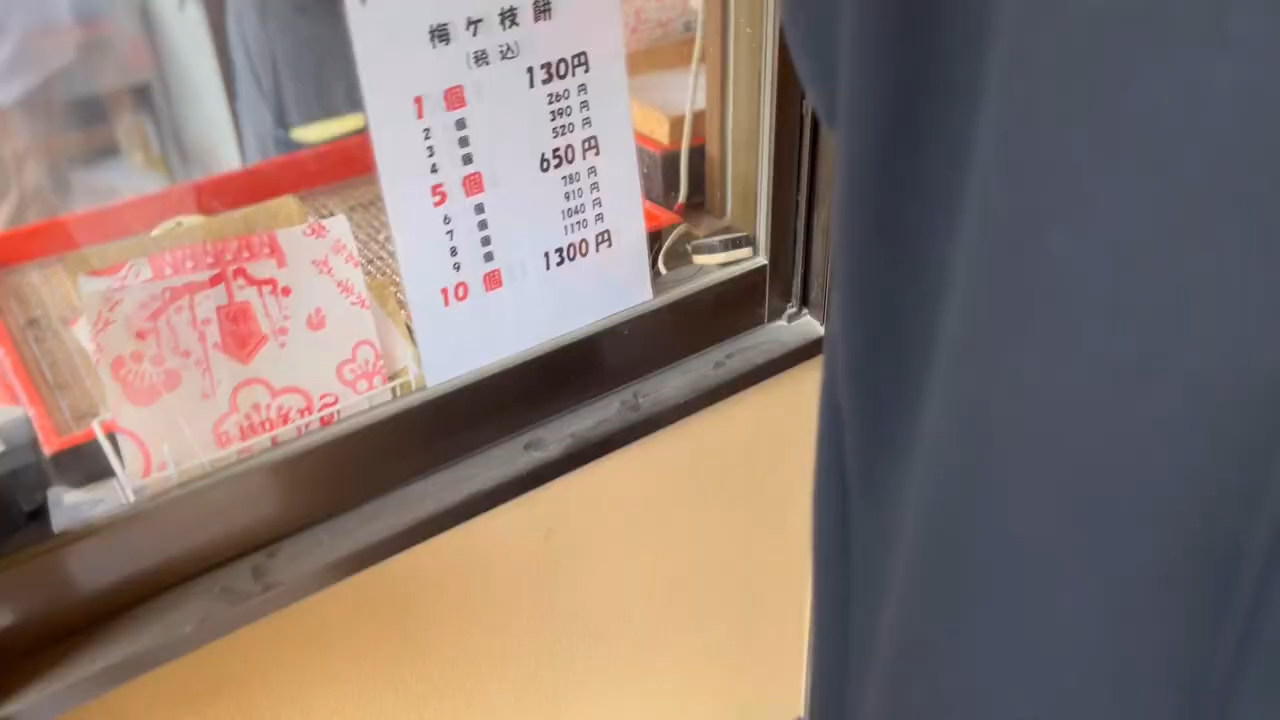 梅ヶ枝餅
(税込)
1個 130円
2個 260円
3個 390円
4個 520円
5個 650円
6個 780円
7個 910円
8個 1040円
9個 1170円
10個 1300円